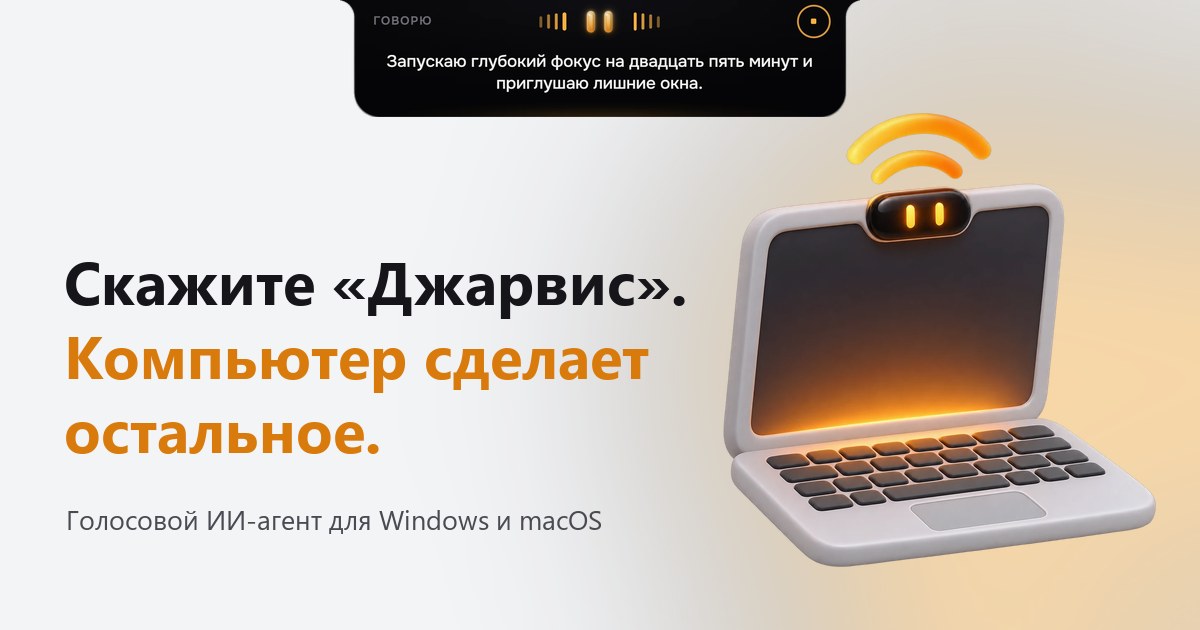 ГОВОРЮ
Запускаю глубокий фокус на двадцать пять минут и
приглушаю лишние окна.
Скажите «Джарвис».
Компьютер сделает
остальное.
Голосовой ИИ-агент для Windows и macOS